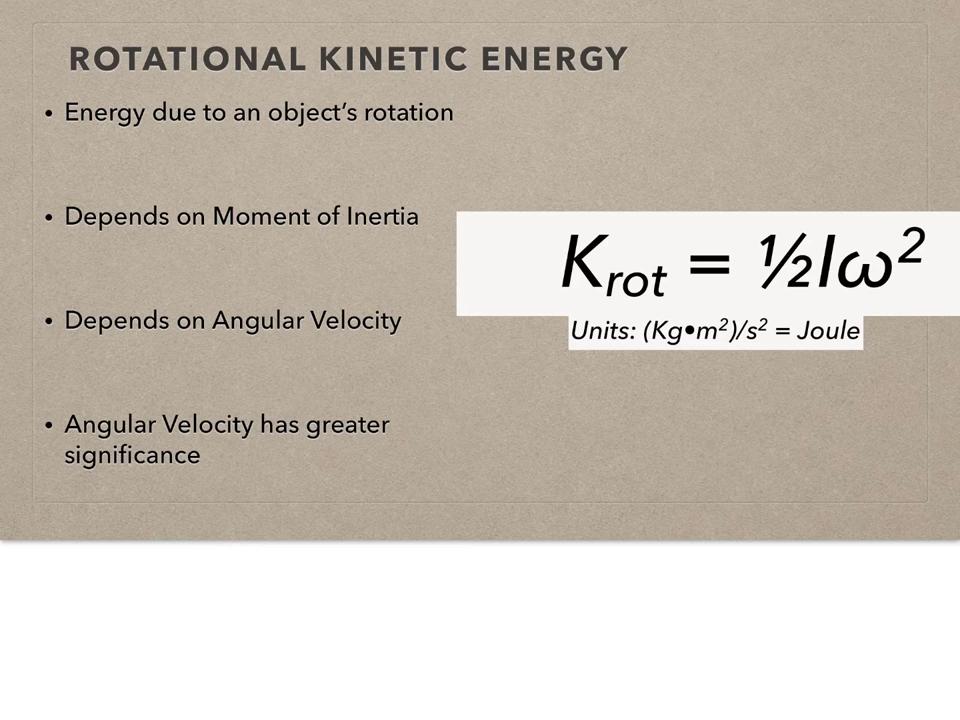 ROTATIONAL KINETIC ENERGY
• Energy due to an object’s rotation
• Depends on Moment of Inertia
• Depends on Angular Velocity
• Angular Velocity has greater
significance
Kᵣₒₜ = ½Iω²
Units: (Kg•m²)/s² = Joule